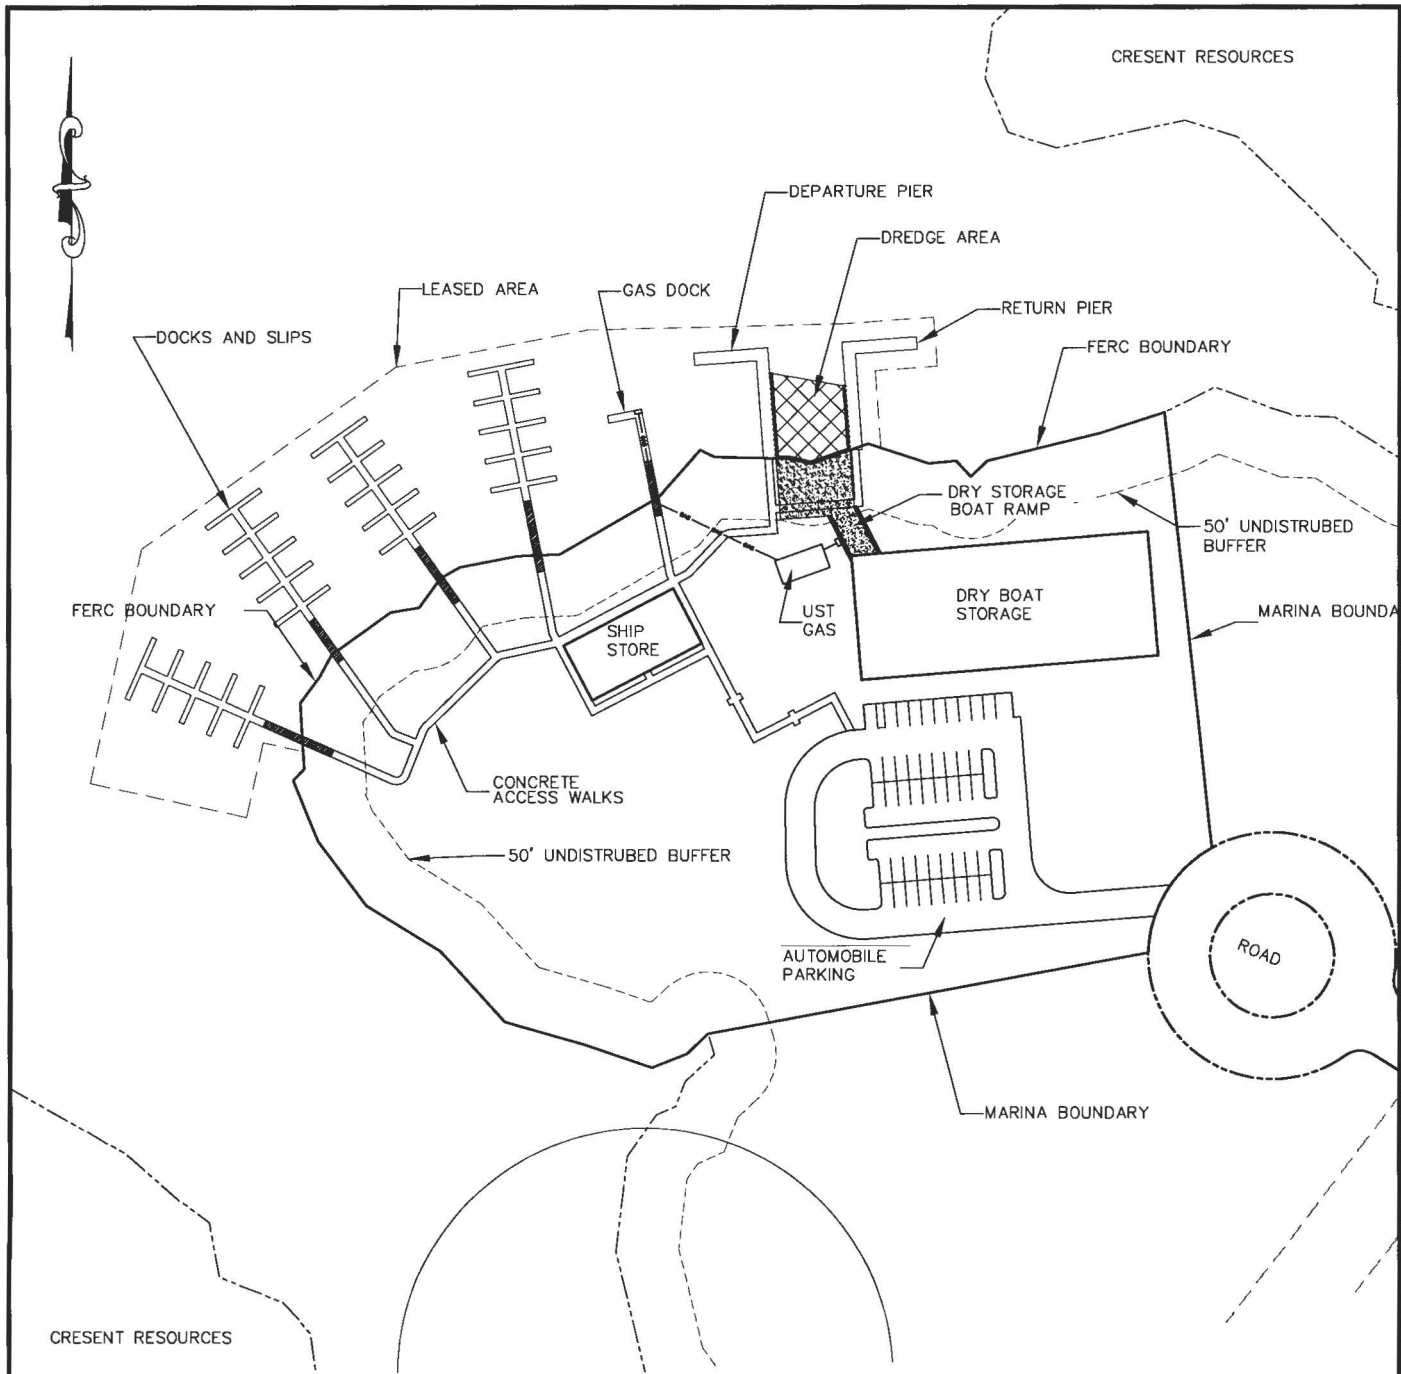 CRESENT RESOURCES
DEPARTURE PIER
DREDGE AREA
LEASED AREA
GAS DOCK
RETURN PIER
DOCKS AND SLIPS
FERC BOUNDARY
DRY STORAGE
BOAT RAMP
50' UNDISTRUBED
BUFFER
FERC BOUNDARY
UST
GAS
DRY BOAT
STORAGE
MARINA BOUNDA
SHIP
STORE
CONCRETE
ACCESS WALKS
50' UNDISTRUBED BUFFER
AUTOMOBILE
PARKING
ROAD
MARINA BOUNDARY
CRESENT RESOURCES